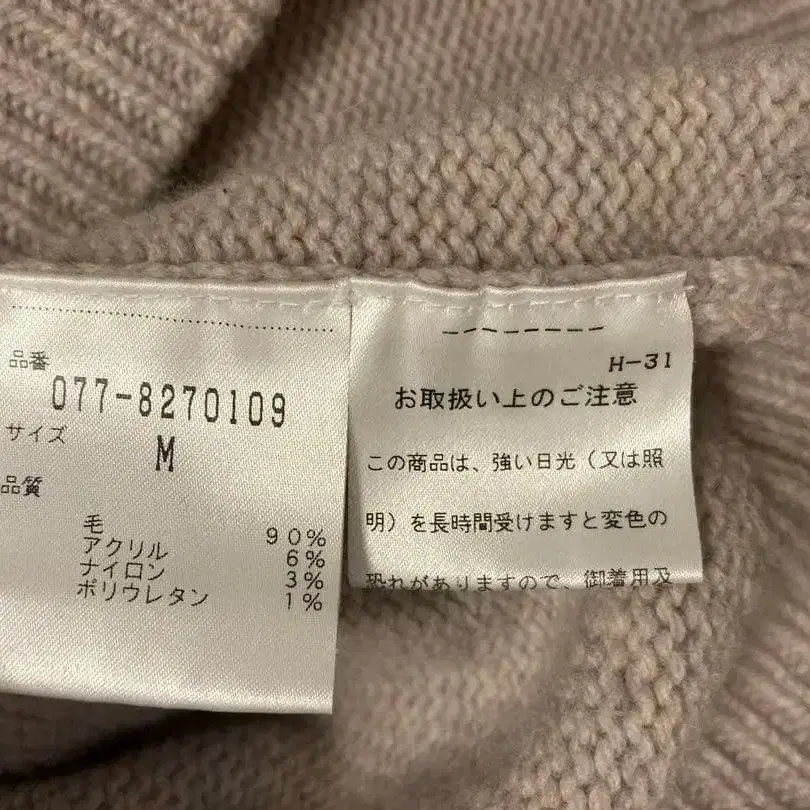 品番
077-8270109
サイズ
M
品質
毛 90%
アクリル 6%
ナイロン 3%
ポリウレタン 1%
H-31
お取扱い上のご注意
この商品は、強い日光（又は照
明）を長時間受けますと変色の
恐れがありますので、御着用及